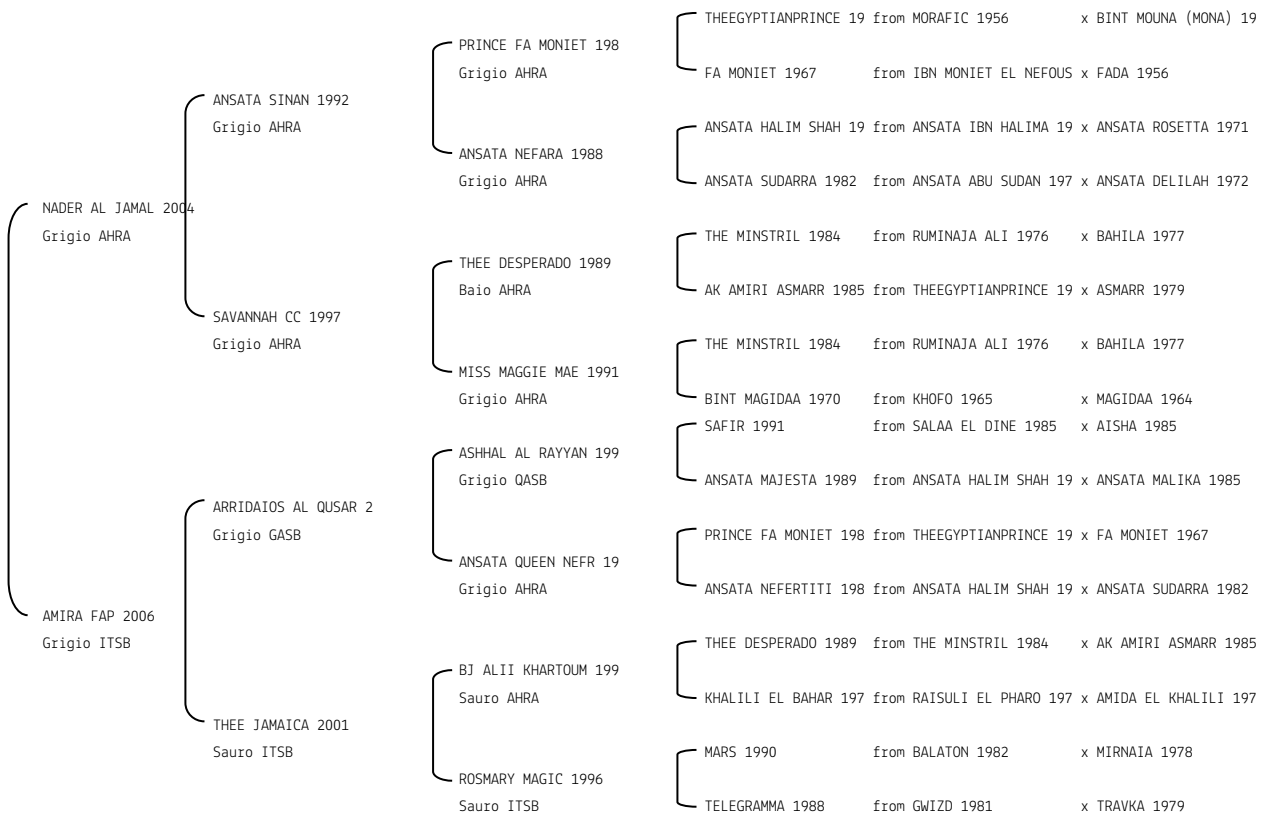 THEEGYPTIANPRINCE 19 from MORAFIC 1956 x BINT MOUNA (MONA) 19
PRINCE FA MONIET 198
Grigio AHRA FA MONIET 1967 from IBN MONIET EL NEFOUS x FADA 1956
ANSATA SINAN 1992
Grigio AHRA ANSATA HALIM SHAH 19 from ANSATA IBN HALIMA 19 x ANSATA ROSETTA 1971
ANSATA NEFARA 1988
Grigio AHRA ANSATA SUDARRA 1982 from ANSATA ABU SUDAN 197 x ANSATA DELILAH 1972
NADER AL JAMAL 2004
Grigio AHRA THE MINSTRIL 1984 from RUMINAJA ALI 1976 x BAHILA 1977
THEE DESPERADO 1989
Baio AHRA AK AMIRI ASMARR 1985 from THEEGYPTIANPRINCE 19 x ASMARR 1979
SAVANNAH CC 1997
Grigio AHRA THE MINSTRIL 1984 from RUMINAJA ALI 1976 x BAHILA 1977
MISS MAGGIE MAE 1991
Grigio AHRA BINT MAGIDAA 1970 from KHOFO 1965 x MAGIDAA 1964
SAFIR 1991 from SALAA EL DINE 1985 x AISHA 1985
ASHHAL AL RAYYAN 199
Grigio QASB ANSATA MAJESTA 1989 from ANSATA HALIM SHAH 19 x ANSATA MALIKA 1985
ARRIDAIOS AL QUSAR 2
Grigio GASB PRINCE FA MONIET 198 from THEEGYPTIANPRINCE 19 x FA MONIET 1967
ANSATA QUEEN NEFR 19
Grigio AHRA ANSATA NEFERTITI 198 from ANSATA HALIM SHAH 19 x ANSATA SUDARRA 1982
AMIRA FAP 2006
Grigio ITSB THEE DESPERADO 1989 from THE MINSTRIL 1984 x AK AMIRI ASMARR 1985
BJ ALII KHARTOUM 199
Sauro AHRA KHALILI EL BAHAR 197 from RAISULI EL PHARO 197 x AMIDA EL KHALILI 197
THEE JAMAICA 2001
Sauro ITSB MARS 1990 from BALATON 1982 x MIRNAIA 1978
ROSMARY MAGIC 1996
Sauro ITSB TELEGRAMMA 1988 from GWIZD 1981 x TRAVKA 1979